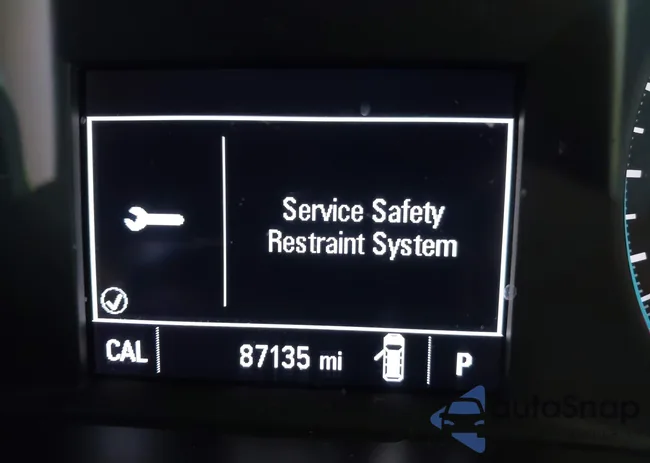 Service Safety
Restraint System
CAL
87135 mi
P
autoSnap